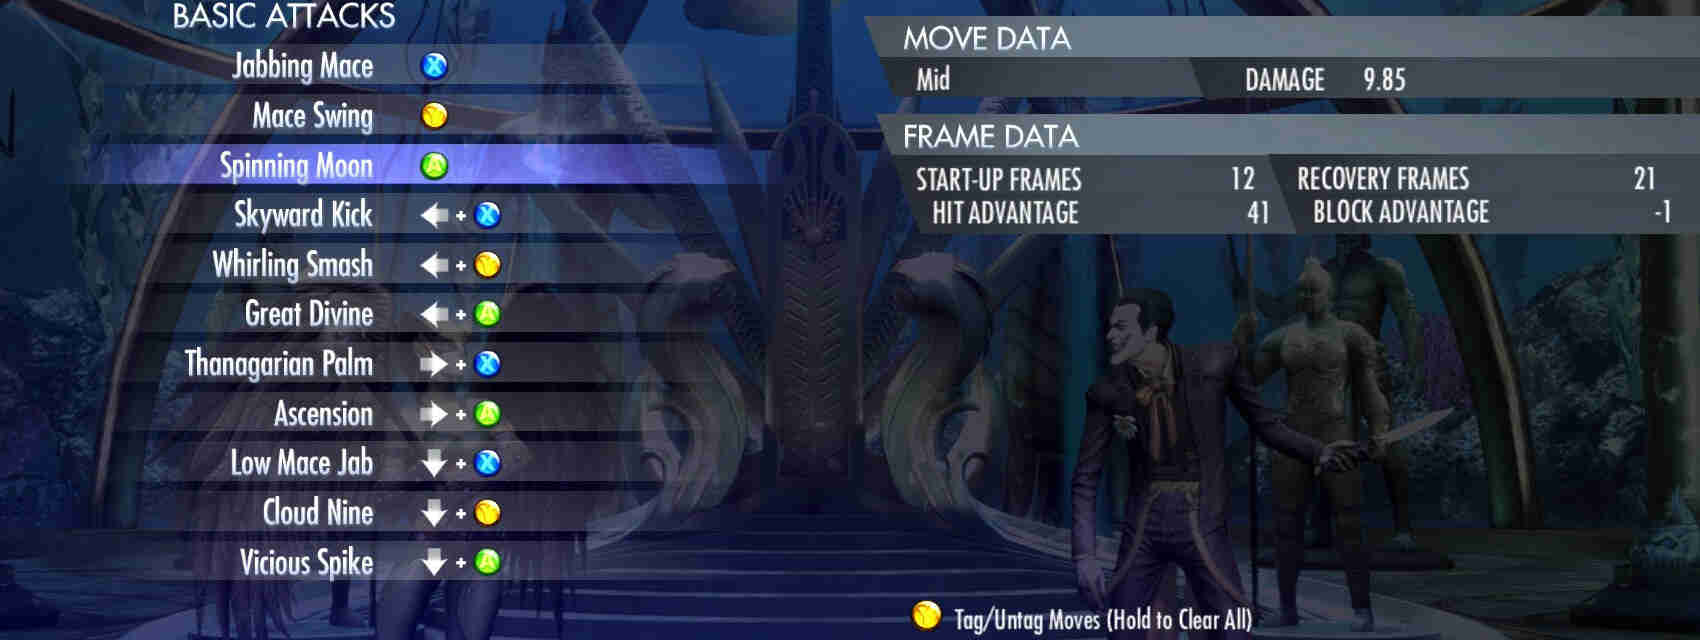 BASIC ATTACKS
Jabbing Mace X
Mace Swing Y
Spinning Moon A
Skyward Kick + X
Whirling Smash + Y
Great Divine + A
Thanagarian Palm + X
Ascension + A
Low Mace Jab + X
Cloud Nine + Y
Vicious Spike + A
MOVE DATA
Mid DAMAGE 9.85
FRAME DATA
START-UP FRAMES 12 RECOVERY FRAMES 21
HIT ADVANTAGE 41 BLOCK ADVANTAGE -1
Y Tag/Untag Moves (Hold to Clear All)